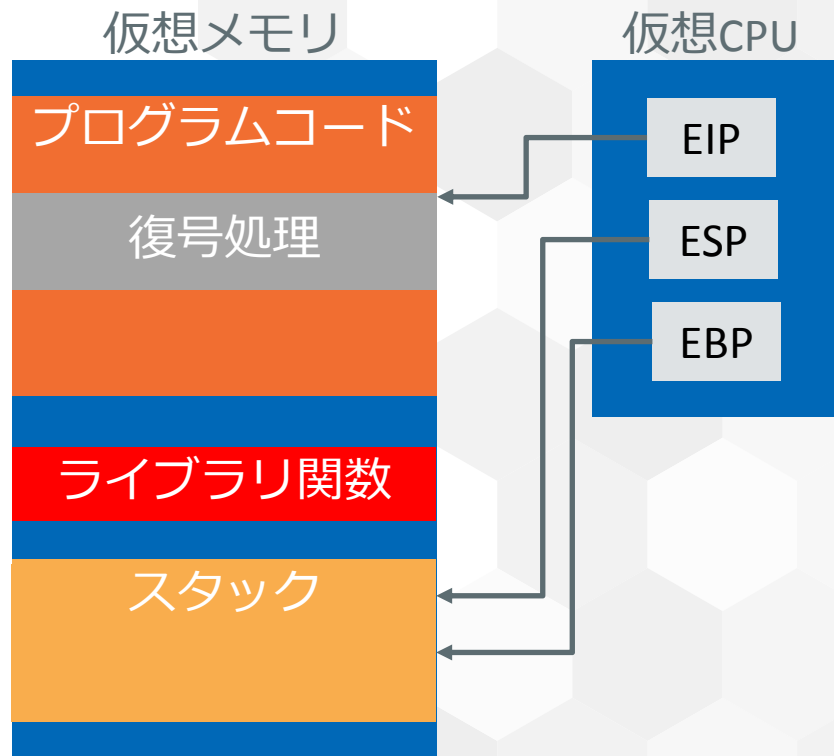 仮想メモリ
仮想CPU
プログラムコード
復号処理
ライブラリ関数
スタック
EIP
ESP
EBP